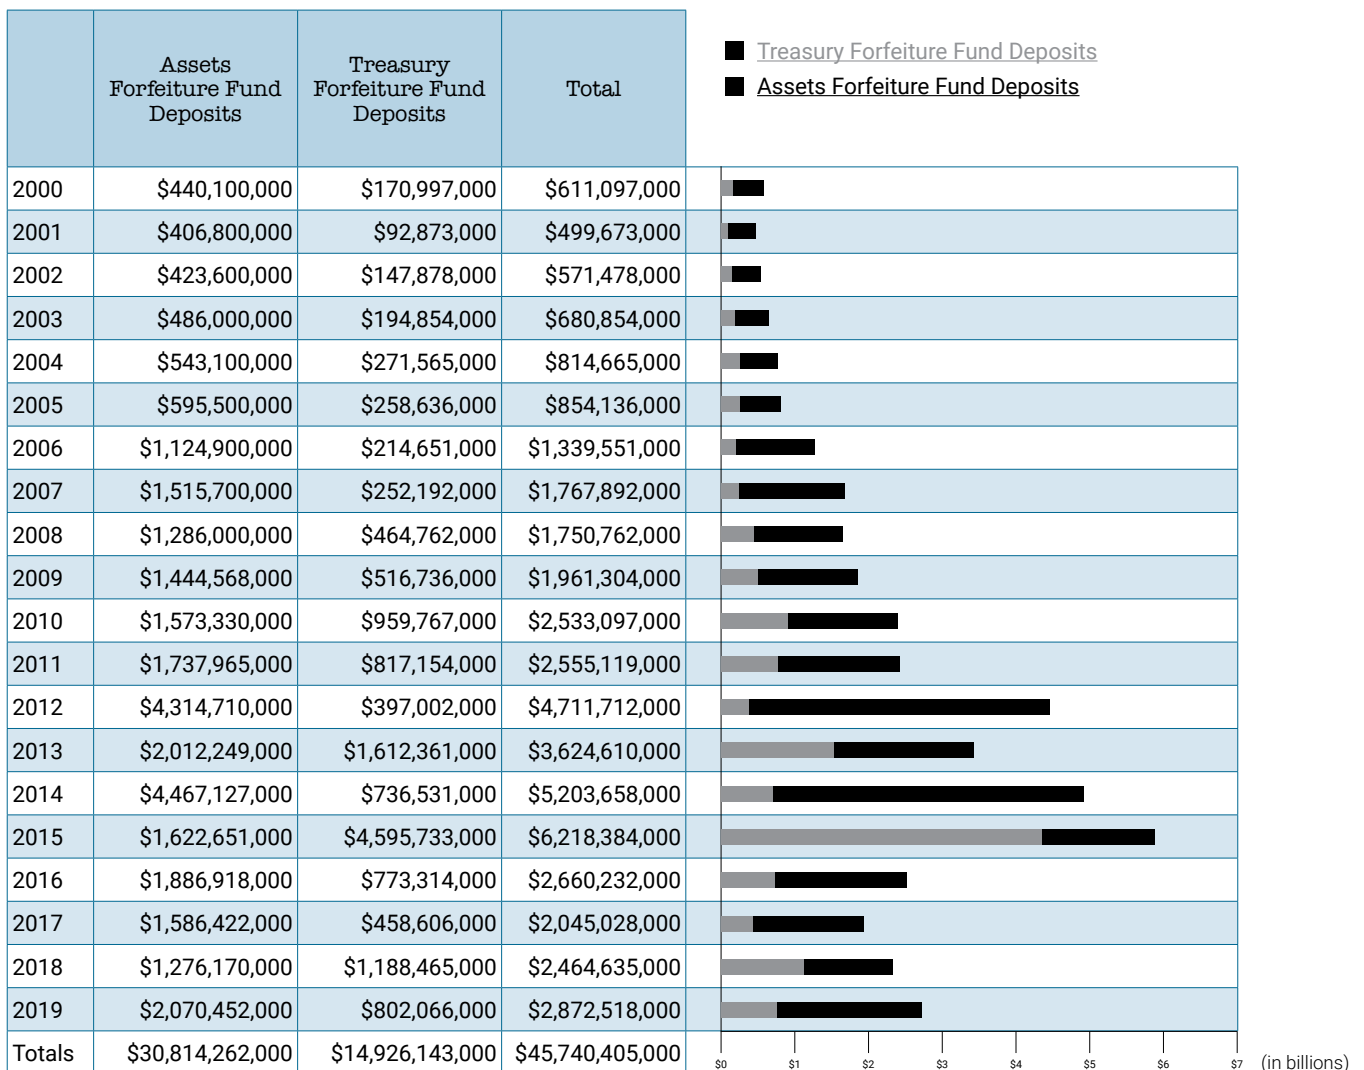 Assets Forfeiture Fund Deposits Treasury Forfeiture Fund Deposits Total
Treasury Forfeiture Fund Deposits
Assets Forfeiture Fund Deposits
2000 $440,100,000 $170,997,000 $611,097,000
2001 $406,800,000 $92,873,000 $499,673,000
2002 $423,600,000 $147,878,000 $571,478,000
2003 $486,000,000 $194,854,000 $680,854,000
2004 $543,100,000 $271,565,000 $814,665,000
2005 $595,500,000 $258,636,000 $854,136,000
2006 $1,124,900,000 $214,651,000 $1,339,551,000
2007 $1,515,700,000 $252,192,000 $1,767,892,000
2008 $1,286,000,000 $464,762,000 $1,750,762,000
2009 $1,444,568,000 $516,736,000 $1,961,304,000
2010 $1,573,330,000 $959,767,000 $2,533,097,000
2011 $1,737,965,000 $817,154,000 $2,555,119,000
2012 $4,314,710,000 $397,002,000 $4,711,712,000
2013 $2,012,249,000 $1,612,361,000 $3,624,610,000
2014 $4,467,127,000 $736,531,000 $5,203,658,000
2015 $1,622,651,000 $4,595,733,000 $6,218,384,000
2016 $1,886,918,000 $773,314,000 $2,660,232,000
2017 $1,586,422,000 $458,606,000 $2,045,028,000
2018 $1,276,170,000 $1,188,465,000 $2,464,635,000
2019 $2,070,452,000 $802,066,000 $2,872,518,000
Totals $30,814,262,000 $14,926,143,000 $45,740,405,000
$0 $1 $2 $3 $4 $5 $6 $7 (in billions)